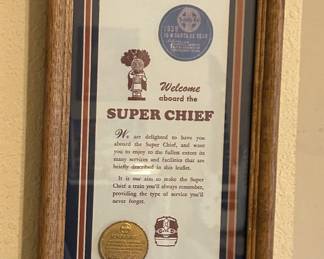 Welcome
aboard the
SUPER CHIEF
We are delighted to have you
aboard the Super Chief, and want
you to enjoy to the fullest extent its
many services and facilities that are
briefly described in this leaflet.
It is our aim to make the Super
Chief a train you'll always remember,
providing the type of service you'll
never forget.